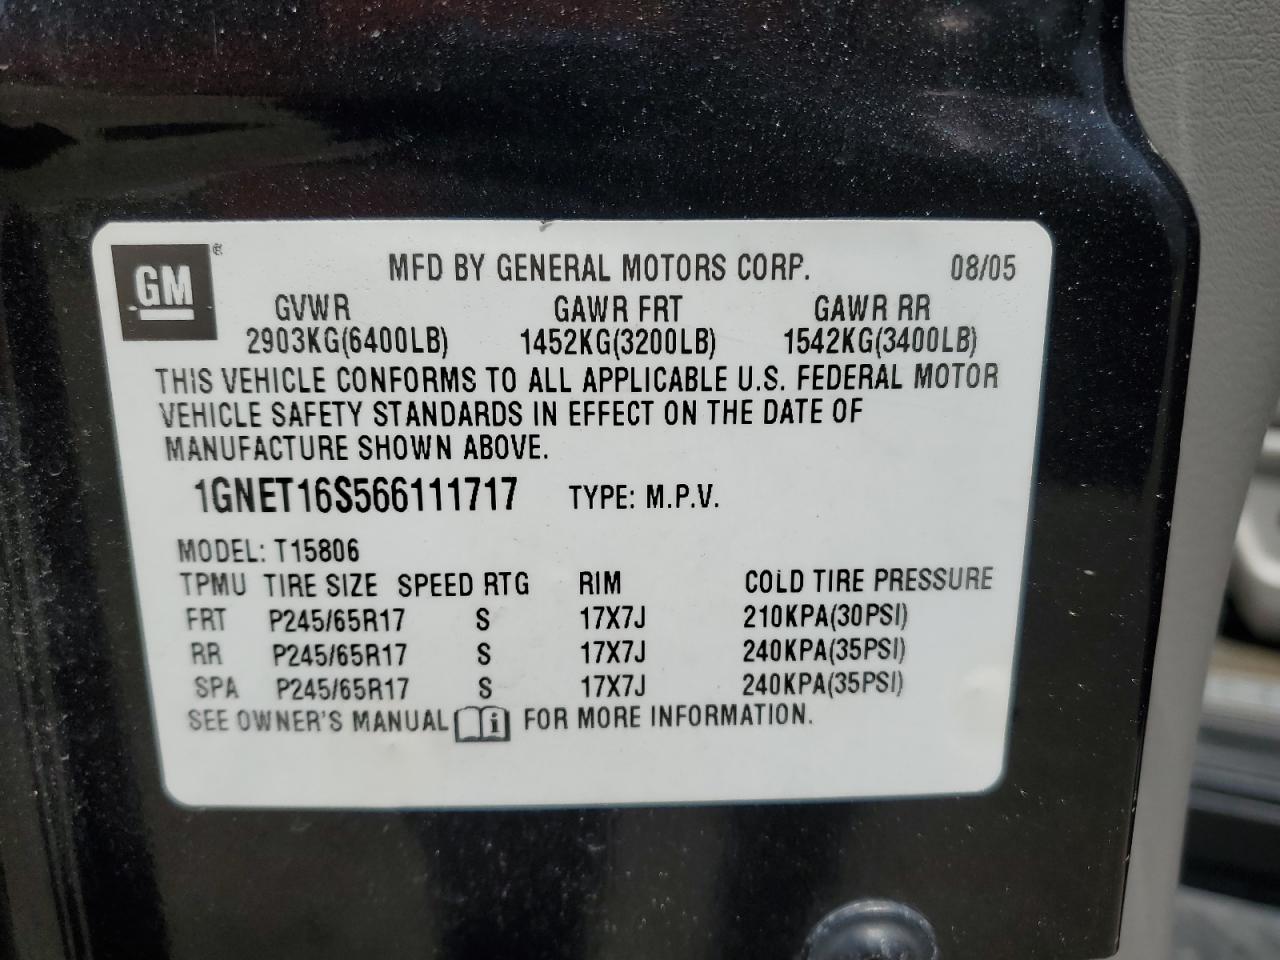 GM ®
MFD BY GENERAL MOTORS CORP. 08/05
GVWR GAWR FRT GAWR RR
2903KG(6400LB) 1452KG(3200LB) 1542KG(3400LB)
THIS VEHICLE CONFORMS TO ALL APPLICABLE U.S. FEDERAL MOTOR
VEHICLE SAFETY STANDARDS IN EFFECT ON THE DATE OF
MANUFACTURE SHOWN ABOVE.
1GNET16S566111717 TYPE: M.P.V.
MODEL: T15806
TPMU TIRE SIZE SPEED RTG RIM COLD TIRE PRESSURE
FRT P245/65R17 S 17X7J 210KPA(30PSI)
RR P245/65R17 S 17X7J 240KPA(35PSI)
SPA P245/65R17 S 17X7J 240KPA(35PSI)
SEE OWNER'S MANUAL i FOR MORE INFORMATION.